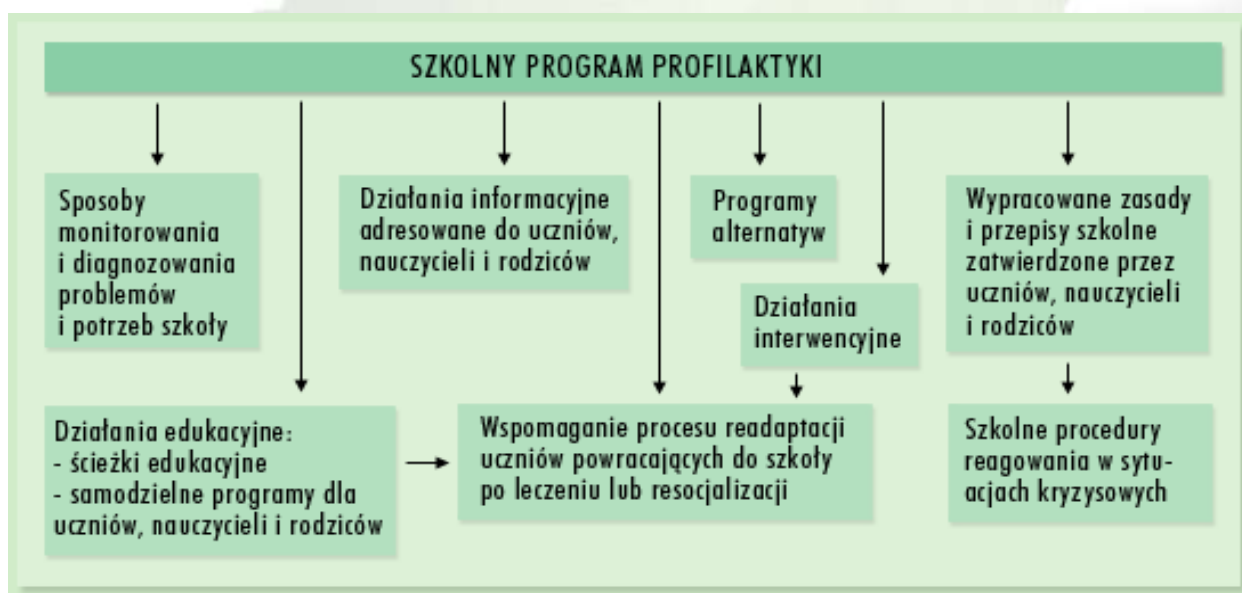 SZKOLNY PROGRAM PROFILAKTYKI
Sposoby
monitorowania
i diagnozowania
problemów
i potrzeb szkoły
Działania informacyjne
adresowane do uczniów,
nauczycieli i rodziców
Programy
alternatyw
Działania
interwencyjne
Wypracowane zasady
i przepisy szkolne
zatwierdzone przez
uczniów, nauczycieli
i rodziców
Działania edukacyjne:
- ścieżki edukacyjne
- samodzielne programy dla
uczniów, nauczycieli i rodziców
Wspomaganie procesu readaptacji
uczniów powracających do szkoły
po leczeniu lub resocjalizacji
Szkolne procedury
reagowania w sytu-
acjach kryzysowych